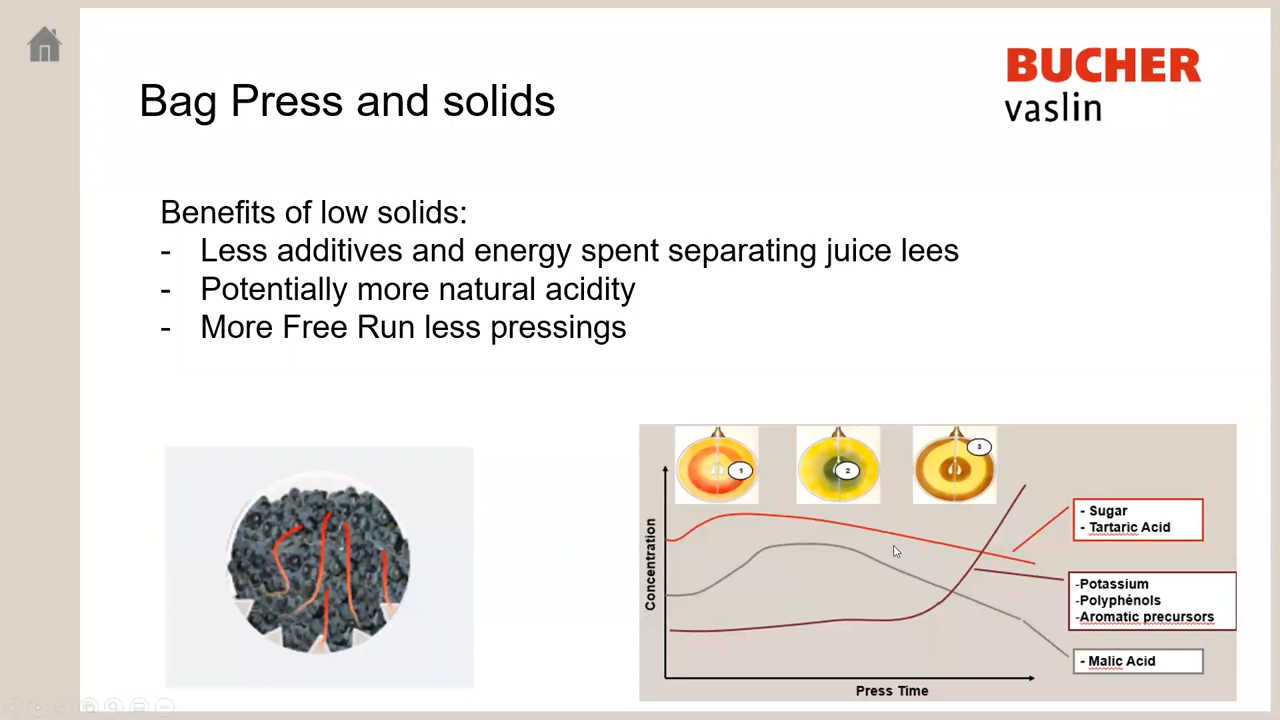 BUCHER
vaslin
Bag Press and solids
Benefits of low solids:
- Less additives and energy spent separating juice lees
- Potentially more natural acidity
- More Free Run less pressings
1
2
3
Concentration
- Sugar
- Tartaric Acid
-Potassium
-Polyphénols
-Aromatic precursors
- Malic Acid
Press Time